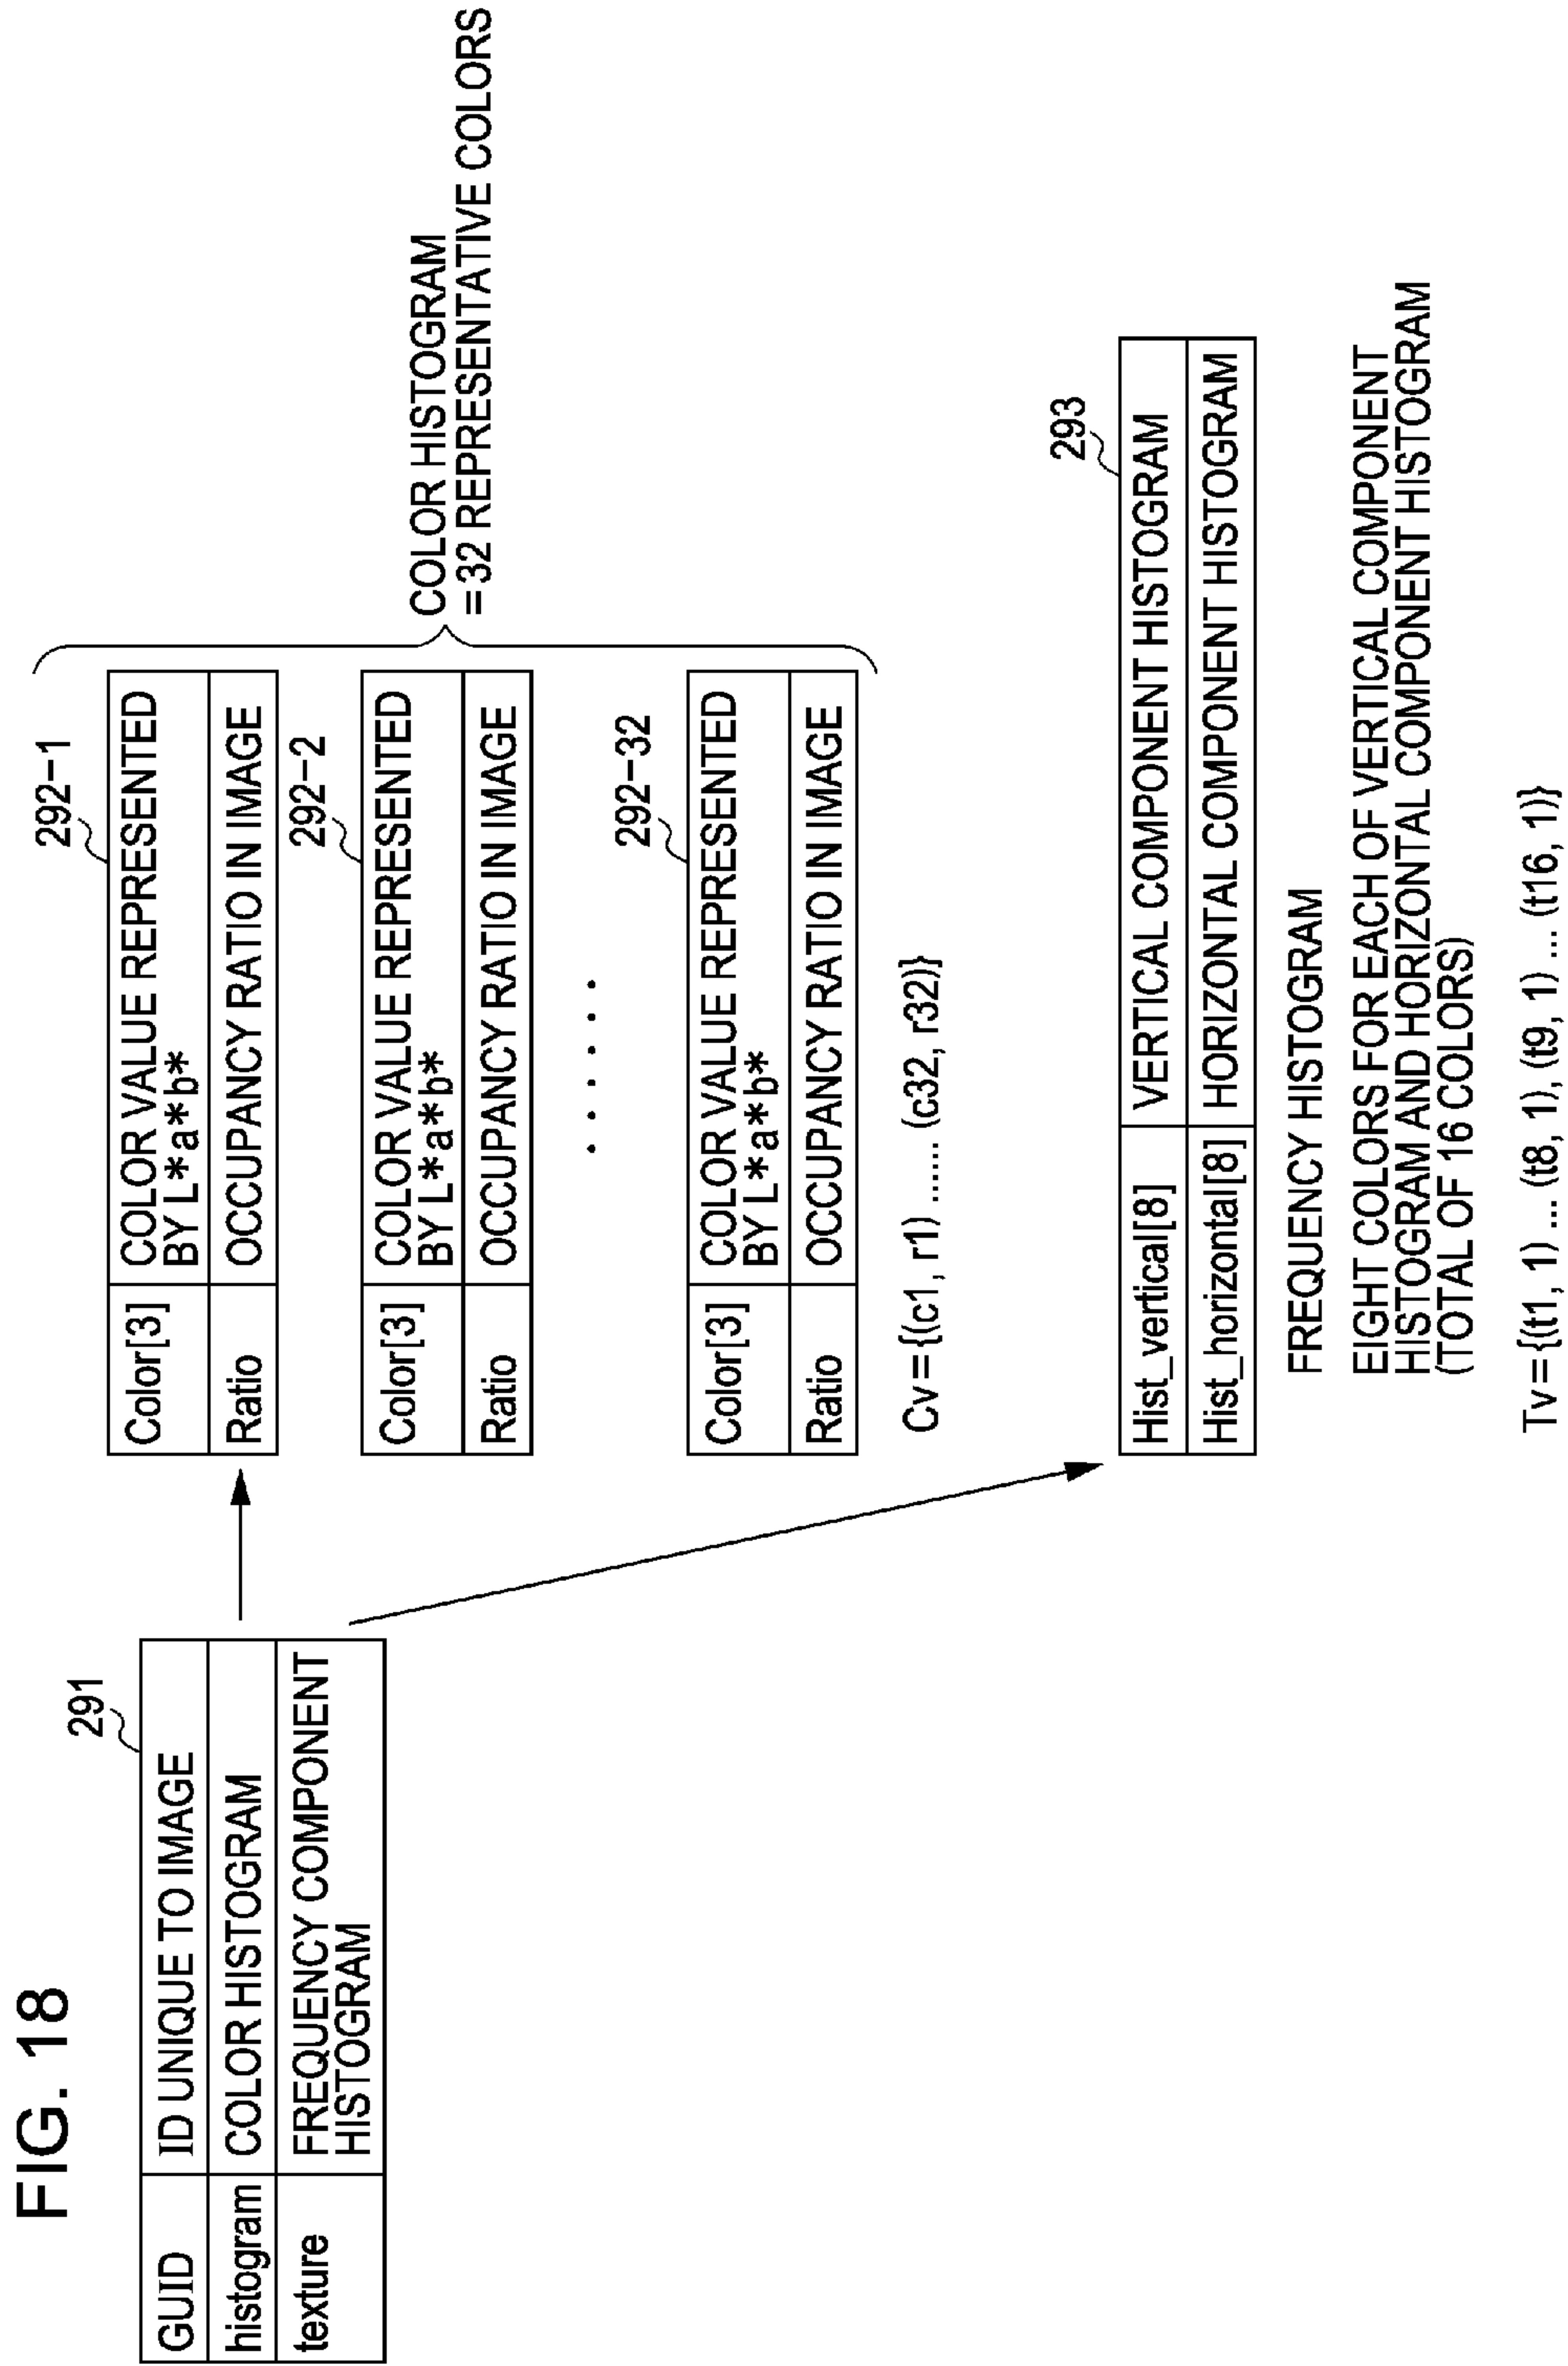 FIG. 18
291
GUID ID UNIQUE TO IMAGE
histogram COLOR HISTOGRAM
texture FREQUENCY COMPONENT
HISTOGRAM
292-1
Color[3] COLOR VALUE REPRESENTED
BY L*a*b*
Ratio OCCUPANCY RATIO IN IMAGE
292-2
Color[3] COLOR VALUE REPRESENTED
BY L*a*b*
Ratio OCCUPANCY RATIO IN IMAGE
. . . . . .
292-32
Color[3] COLOR VALUE REPRESENTED
BY L*a*b*
Ratio OCCUPANCY RATIO IN IMAGE
COLOR HISTOGRAM
=32 REPRESENTATIVE COLORS
Cv={(c1, r1) ...... (c32, r32)}
293
Hist_vertical[8] VERTICAL COMPONENT HISTOGRAM
Hist_horizontal[8] HORIZONTAL COMPONENT HISTOGRAM
FREQUENCY HISTOGRAM
EIGHT COLORS FOR EACH OF VERTICAL COMPONENT
HISTOGRAM AND HORIZONTAL COMPONENT HISTOGRAM
(TOTAL OF 16 COLORS)
Tv={(t1, 1) ... (t8, 1), (t9, 1) ... (t16, 1)}